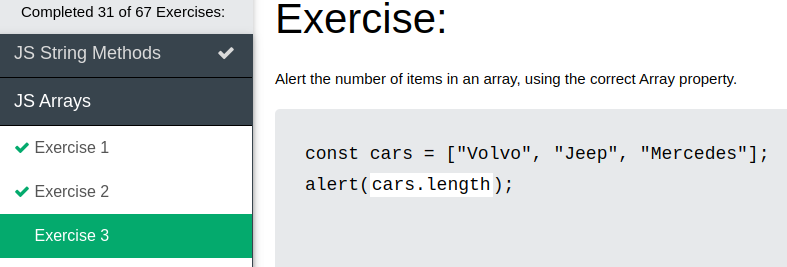 Completed 31 of 67 Exercises:
JS String Methods
JS Arrays
Exercise 1
Exercise 2
Exercise 3
Exercise:
Alert the number of items in an array, using the correct Array property.
const cars = ["Volvo", "Jeep", "Mercedes"];
alert(cars.length);